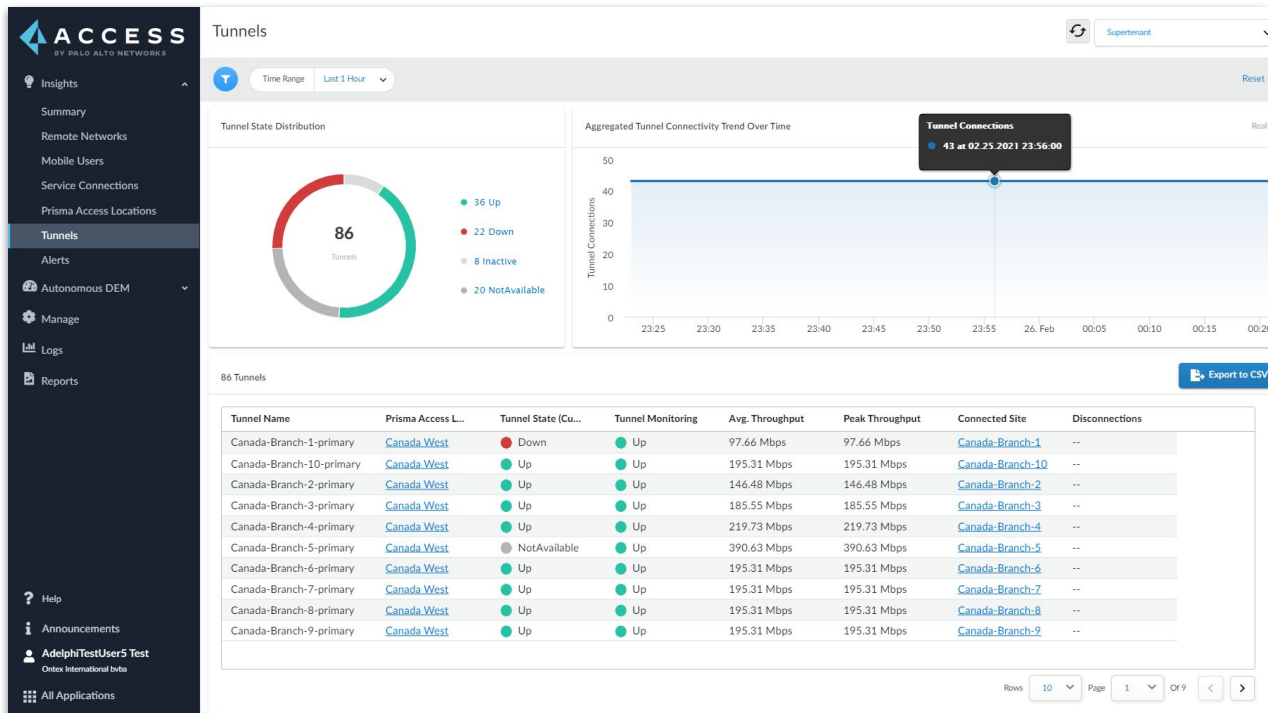 ACCESS
BY PALO ALTO NETWORKS
Insights
Summary
Remote Networks
Mobile Users
Service Connections
Prisma Access Locations
Tunnels
Alerts
Autonomous DEM
Manage
Logs
Reports
Help
Announcements
AdelphiTestUser5 Test
Ontex International bvba
All Applications
Tunnels
Supertenant
Time Range Last 1 Hour
Reset
Tunnel State Distribution
86
Tunnels
36 Up
22 Down
8 Inactive
20 NotAvailable
Aggregated Tunnel Connectivity Trend Over Time
Real
Tunnel Connections
43 at 02.25.2021 23:56:00
Tunnel Connections
50
40
30
20
10
0
23:25 23:30 23:35 23:40 23:45 23:50 23:55 26. Feb 00:05 00:10 00:15 00:20
86 Tunnels
Export to CSV
Tunnel Name Prisma Access L... Tunnel State (Cu... Tunnel Monitoring Avg. Throughput Peak Throughput Connected Site Disconnections
Canada-Branch-1-primary Canada West Down Up 97.66 Mbps 97.66 Mbps Canada-Branch-1 --
Canada-Branch-10-primary Canada West Up Up 195.31 Mbps 195.31 Mbps Canada-Branch-10 --
Canada-Branch-2-primary Canada West Up Up 146.48 Mbps 146.48 Mbps Canada-Branch-2 --
Canada-Branch-3-primary Canada West Up Up 185.55 Mbps 185.55 Mbps Canada-Branch-3 --
Canada-Branch-4-primary Canada West Up Up 219.73 Mbps 219.73 Mbps Canada-Branch-4 --
Canada-Branch-5-primary Canada West NotAvailable Up 390.63 Mbps 390.63 Mbps Canada-Branch-5 --
Canada-Branch-6-primary Canada West Up Up 195.31 Mbps 195.31 Mbps Canada-Branch-6 --
Canada-Branch-7-primary Canada West Up Up 195.31 Mbps 195.31 Mbps Canada-Branch-7 --
Canada-Branch-8-primary Canada West Up Up 195.31 Mbps 195.31 Mbps Canada-Branch-8 --
Canada-Branch-9-primary Canada West Up Up 195.31 Mbps 195.31 Mbps Canada-Branch-9 --
Rows 10 Page 1 Of 9